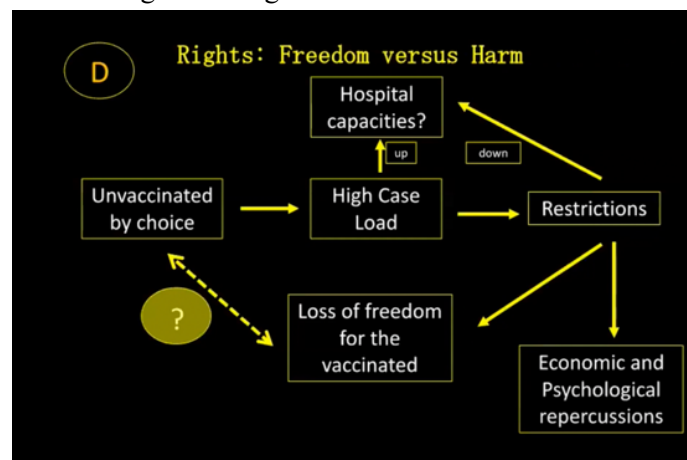 D
Rights: Freedom versus Harm
Hospital
capacities?
up
down
Unvaccinated
by choice
High Case
Load
Restrictions
?
Loss of freedom
for the
vaccinated
Economic and
Psychological
repercussions